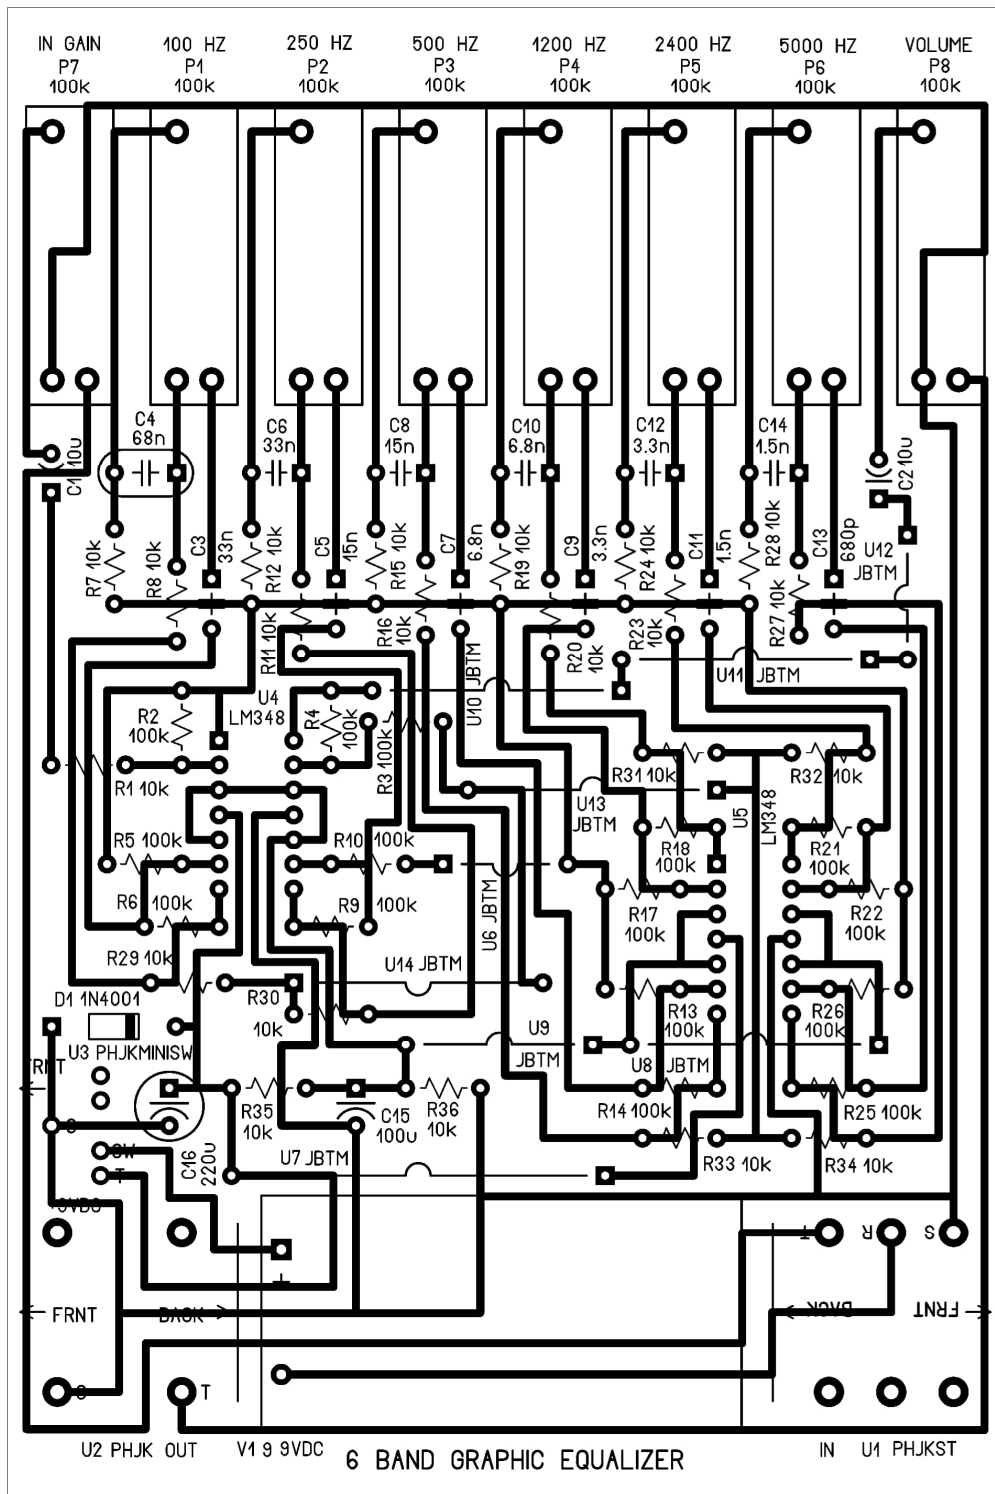 IN GAIN
P7
100k
100 HZ
P1
100k
250 HZ
P2
100k
500 HZ
P3
100k
1200 HZ
P4
100k
2400 HZ
P5
100k
5000 HZ
P6
100k
VOLUME
P8
100k
C1 10u
C4
68n
C6
33n
C8
15n
C10
6.8n
C12
3.3n
C14
1.5n
C2 10u
R7 10k
R8 10k
C3
33n
R12 10k
C5
15n
R15 10k
C7
6.8n
R19 10k
C9
3.3n
R24 10k
C11
1.5n
R28 10k
C13
680p
U12
JBTM
R11 10k
R16
10k
R20
10k
R23
10k
R27 10k
U10 JBTM
U11 JBTM
R2
100k
U4
LM348
R4
100k
R1 10k
R3 100k
R31 10k
R32 10k
U13
JBTM
U5
LM348
R5 100k
R10
100k
R18
100k
R21
100k
R6 100k
R9 100k
U6 JBTM
R17
100k
R22
100k
R29 10k
U14 JBTM
D1 1N4001
R30
10k
R13
100k
R26
100k
U3 PHJKMINISW
U9
JBTM
U8 JBTM
FRNT
R35
10k
C15
100u
R36
10k
R14 100k
R25 100k
S
SW
T
C16
220u
U7 JBTM
R33 10k
R34 10k
+9VDC
+
T
R
S
FRNT
BACK
BACK
FRNT
S
T
U2 PHJK OUT
V1 9 9VDC
6 BAND GRAPHIC EQUALIZER
IN U1 PHJKST